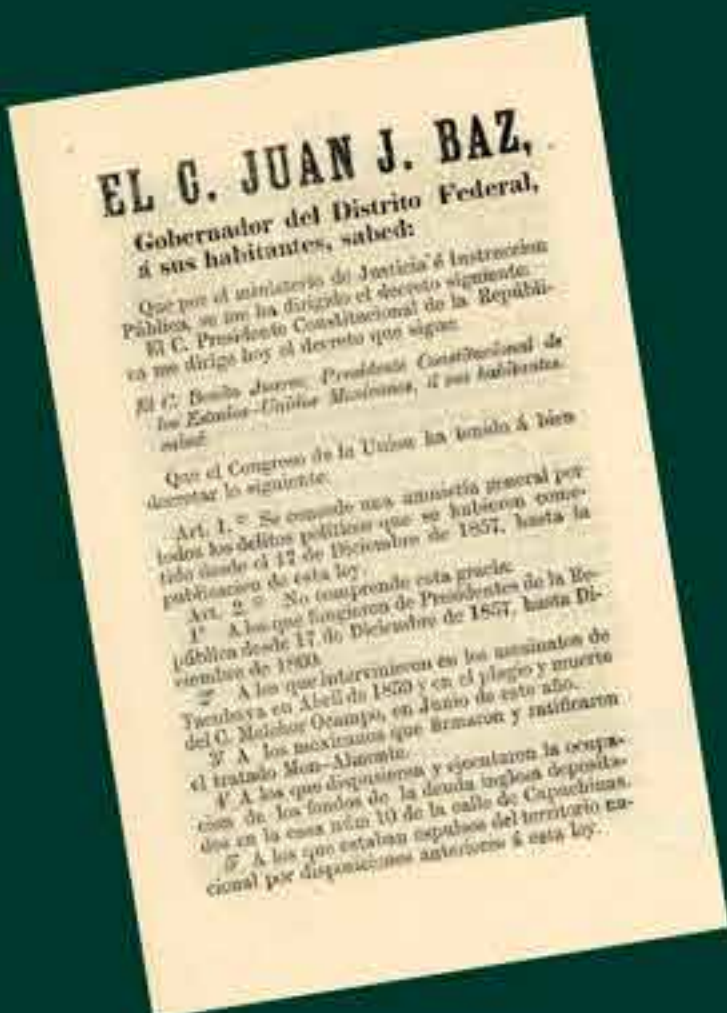 EL C. JUAN J. BAZ,
Gobernador del Distrito Federal,
á sus habitantes, sabed:
Que por el ministerio de Justicia é Instruccion
Pública, se me ha dirigido el decreto siguiente:
El C. Presidente Constitucional de la Repúbli-
ca me dirige hoy el decreto que sigue:
El C. Benito Juarez, Presidente Constitucional de
los Estados-Unidos Mexicanos, á sus habitantes,
sabed:
Que el Congreso de la Union ha tenido á bien
decretar lo siguiente:
Art. 1.º Se concede una amnistía general por
todos los delitos políticos que se hubieren come-
tido desde el 17 de Diciembre de 1857, hasta la
publicacion de esta ley.
Art. 2.º No comprende esta gracia:
1º A los que fungieron de Presidentes de la Re-
pública desde 17 de Diciembre de 1857, hasta Di-
ciembre de 1860.
2º A los que intervinieron en los asesinatos de
Tacubaya en Abril de 1859 y en el plagio y muerte
del C. Melchor Ocampo, en Junio de este año.
3º A los mexicanos que firmaron y ratificaron
el tratado Mon-Almonte.
4º A los que dispusieron y ejecutaron la ocupa-
cion de los fondos de la deuda inglesa deposita-
dos en la casa núm 10 de la calle de Capuchinas.
5º A los que estaban espulsos del territorio na-
cional por disposiciones anteriores á esta ley.